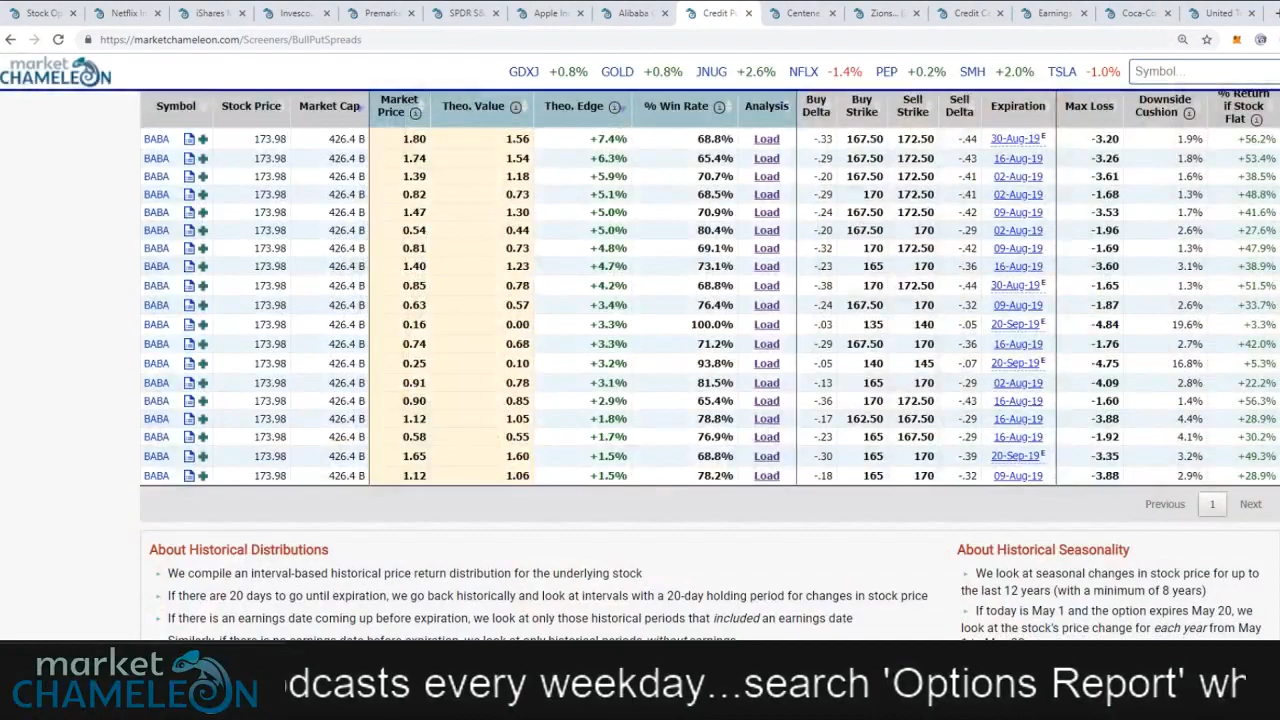 Stock Op
Netflix In
iShares M
Invesco.
Premark
SPDR S&
Apple In
Alibaba
Credit P
Centene
Zions...
Credit C
Earnings
Coca-Co
United T
https://marketchameleon.com/Screeners/BullPutSpreads
market CHAMELEON
GDXJ +0.8% GOLD +0.8% JNUG +2.6% NFLX -1.4% PEP +0.2% SMH +2.0% TSLA -1.0% Symbol...
Symbol Stock Price Market Cap Market Price Theo. Value Theo. Edge % Win Rate Analysis Buy Delta Buy Strike Sell Strike Sell Delta Expiration Max Loss Downside Cushion % Return if Stock Flat
BABA 173.98 426.4 B 1.80 1.56 +7.4% 68.8% Load -.33 167.50 172.50 -.44 30-Aug-19 E -3.20 1.9% +56.2%
BABA 173.98 426.4 B 1.74 1.54 +6.3% 65.4% Load -.29 167.50 172.50 -.43 16-Aug-19 -3.26 1.8% +53.4%
BABA 173.98 426.4 B 1.39 1.18 +5.9% 70.7% Load -.20 167.50 172.50 -.41 02-Aug-19 -3.61 1.6% +38.5%
BABA 173.98 426.4 B 0.82 0.73 +5.1% 68.5% Load -.29 170 172.50 -.41 02-Aug-19 -1.68 1.3% +48.8%
BABA 173.98 426.4 B 1.47 1.30 +5.0% 70.9% Load -.24 167.50 172.50 -.42 09-Aug-19 -3.53 1.7% +41.6%
BABA 173.98 426.4 B 0.54 0.44 +5.0% 80.4% Load -.20 167.50 170 -.29 02-Aug-19 -1.96 2.6% +27.6%
BABA 173.98 426.4 B 0.81 0.73 +4.8% 69.1% Load -.32 170 172.50 -.42 09-Aug-19 -1.69 1.3% +47.9%
BABA 173.98 426.4 B 1.40 1.23 +4.7% 73.1% Load -.23 165 170 -.36 16-Aug-19 -3.60 3.1% +38.9%
BABA 173.98 426.4 B 0.85 0.78 +4.2% 68.8% Load -.38 170 172.50 -.44 30-Aug-19 E -1.65 1.3% +51.5%
BABA 173.98 426.4 B 0.63 0.57 +3.4% 76.4% Load -.24 167.50 170 -.32 09-Aug-19 -1.87 2.6% +33.7%
BABA 173.98 426.4 B 0.16 0.00 +3.3% 100.0% Load -.03 135 140 -.05 20-Sep-19 E -4.84 19.6% +3.3%
BABA 173.98 426.4 B 0.74 0.68 +3.3% 71.2% Load -.29 167.50 170 -.36 16-Aug-19 -1.76 2.7% +42.0%
BABA 173.98 426.4 B 0.25 0.10 +3.2% 93.8% Load -.05 140 145 -.07 20-Sep-19 E -4.75 16.8% +5.3%
BABA 173.98 426.4 B 0.91 0.78 +3.1% 81.5% Load -.13 165 170 -.29 02-Aug-19 -4.09 2.8% +22.2%
BABA 173.98 426.4 B 0.90 0.85 +2.9% 65.4% Load -.36 170 172.50 -.43 16-Aug-19 -1.60 1.4% +56.3%
BABA 173.98 426.4 B 1.12 1.05 +1.8% 78.8% Load -.17 162.50 167.50 -.29 16-Aug-19 -3.88 4.4% +28.9%
BABA 173.98 426.4 B 0.58 0.55 +1.7% 76.9% Load -.23 165 167.50 -.29 16-Aug-19 -1.92 4.1% +30.2%
BABA 173.98 426.4 B 1.65 1.60 +1.5% 68.8% Load -.30 165 170 -.39 20-Sep-19 E -3.35 3.2% +49.3%
BABA 173.98 426.4 B 1.12 1.06 +1.5% 78.2% Load -.18 165 170 -.32 09-Aug-19 -3.88 2.9% +28.9%
Previous 1 Next
About Historical Distributions
We compile an interval-based historical price return distribution for the underlying stock
If there are 20 days to go until expiration, we go back historically and look at intervals with a 20-day holding period for changes in stock price
If there is an earnings date coming up before expiration, we look at only those historical periods that included an earnings date
Similarly, if there is no earnings date before expiration, we look at only historical periods without earnings
About Historical Seasonality
We look at seasonal changes in stock price for up to
the last 12 years (with a minimum of 8 years)
If today is May 1 and the option expires May 20, we
look at the stock's price change for each year from May
market CHAMELEON
dcasts every weekday...search 'Options Report' wh